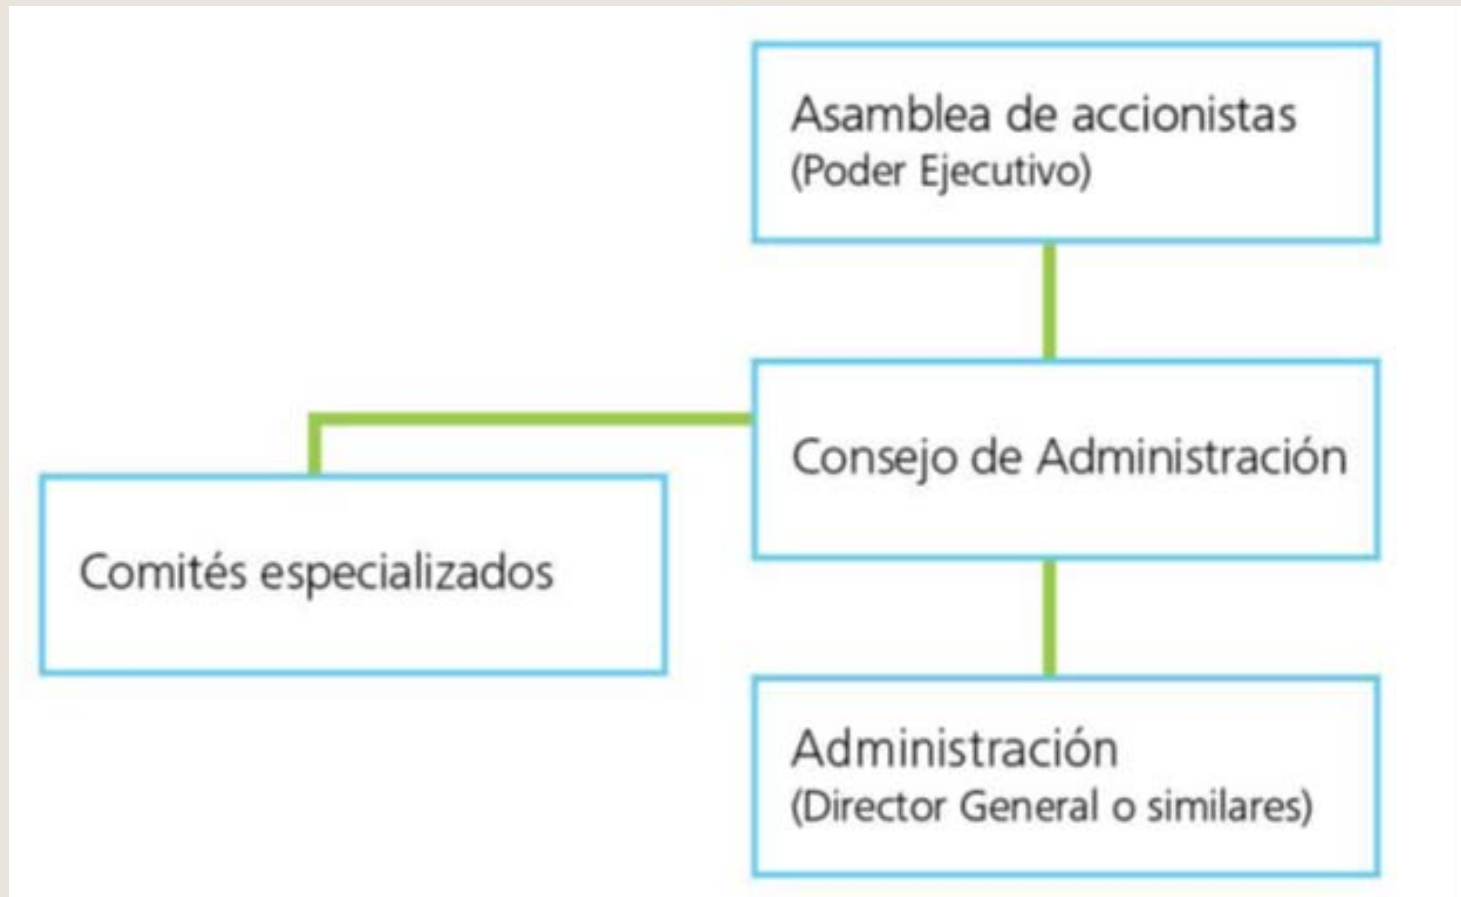 Asamblea de accionistas
(Poder Ejecutivo)
Consejo de Administración
Comités especializados
Administración
(Director General o similares)